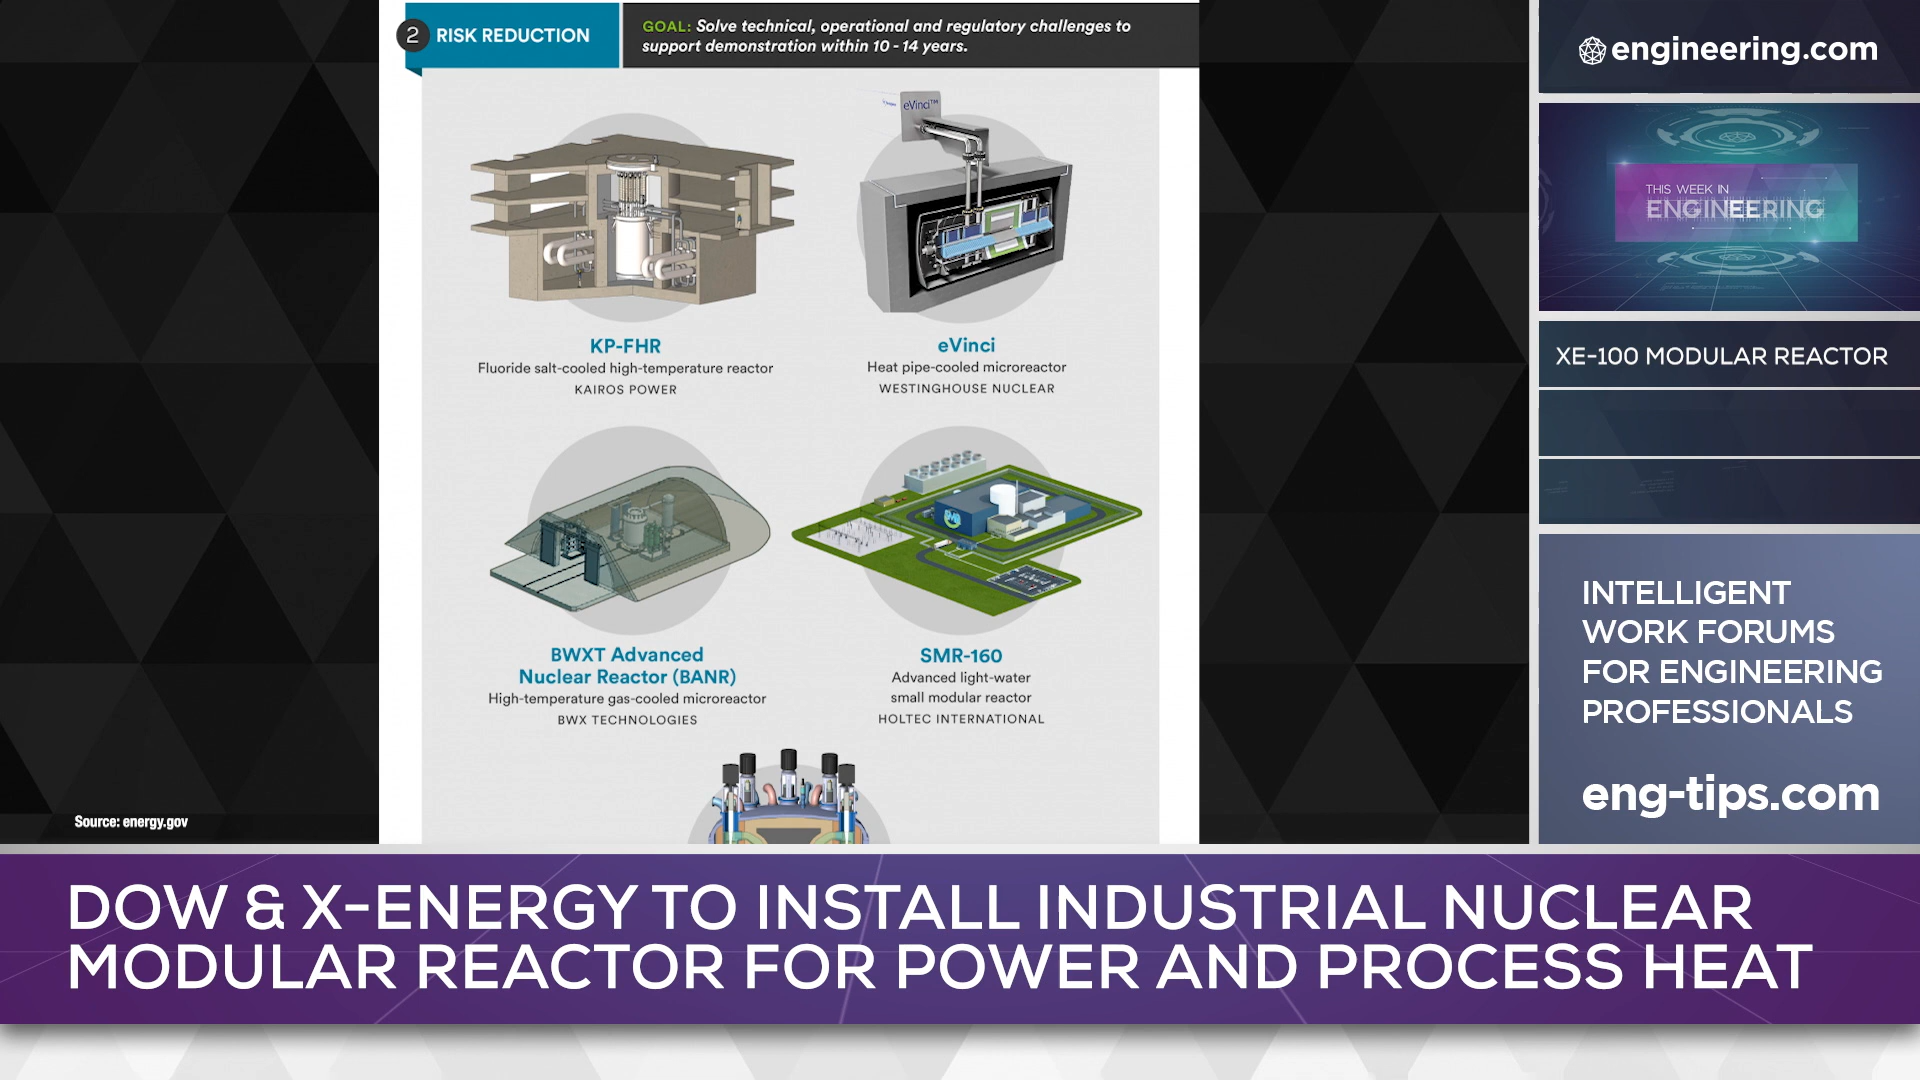 2 RISK REDUCTION
GOAL: Solve technical, operational and regulatory challenges to
support demonstration within 10 - 14 years.
eVinci™
KP-FHR
Fluoride salt-cooled high-temperature reactor
KAIROS POWER
eVinci
Heat pipe-cooled microreactor
WESTINGHOUSE NUCLEAR
BWXT Advanced
Nuclear Reactor (BANR)
High-temperature gas-cooled microreactor
BWX TECHNOLOGIES
SMR-160
Advanced light-water
small modular reactor
HOLTEC INTERNATIONAL
Source: energy.gov
engineering.com
THIS WEEK IN
ENGINEERING
XE-100 MODULAR REACTOR
INTELLIGENT
WORK FORUMS
FOR ENGINEERING
PROFESSIONALS
eng-tips.com
DOW & X-ENERGY TO INSTALL INDUSTRIAL NUCLEAR
MODULAR REACTOR FOR POWER AND PROCESS HEAT